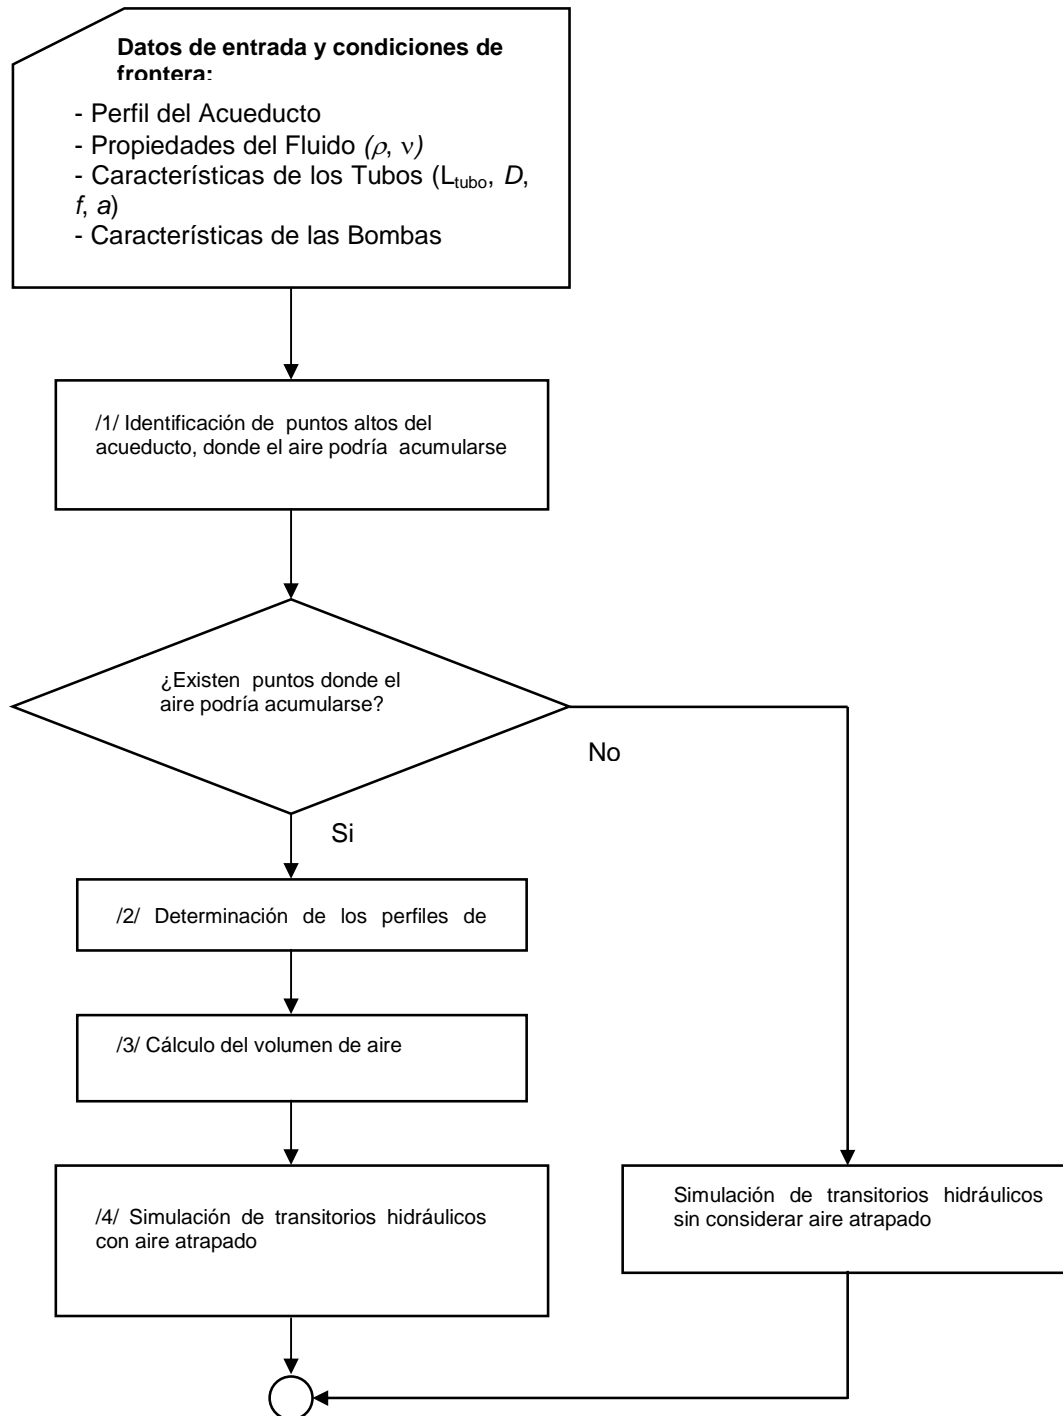 Datos de entrada y condiciones de
frontera:
- Perfil del Acueducto
- Propiedades del Fluido (ρ, ν)
- Características de los Tubos (Ltubo, D,
f, a)
- Características de las Bombas
/1/ Identificación de puntos altos del
acueducto, donde el aire podría acumularse
¿Existen puntos donde el
aire podría acumularse?
No
Si
/2/ Determinación de los perfiles de
/3/ Cálculo del volumen de aire
/4/ Simulación de transitorios hidráulicos
con aire atrapado
Simulación de transitorios hidráulicos
sin considerar aire atrapado